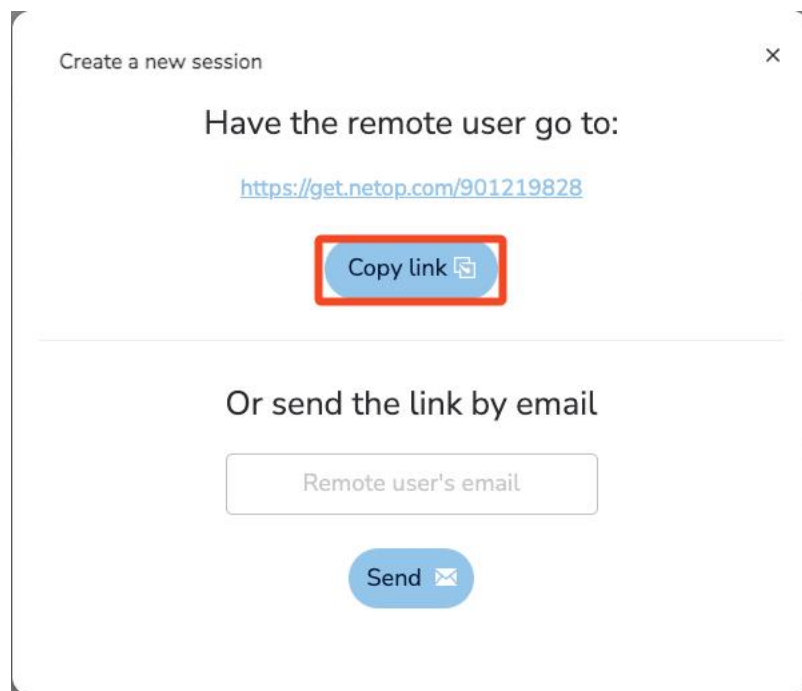 Create a new session
Have the remote user go to:
https://get.netop.com/901219828
Copy link
Or send the link by email
Remote user's email
Send